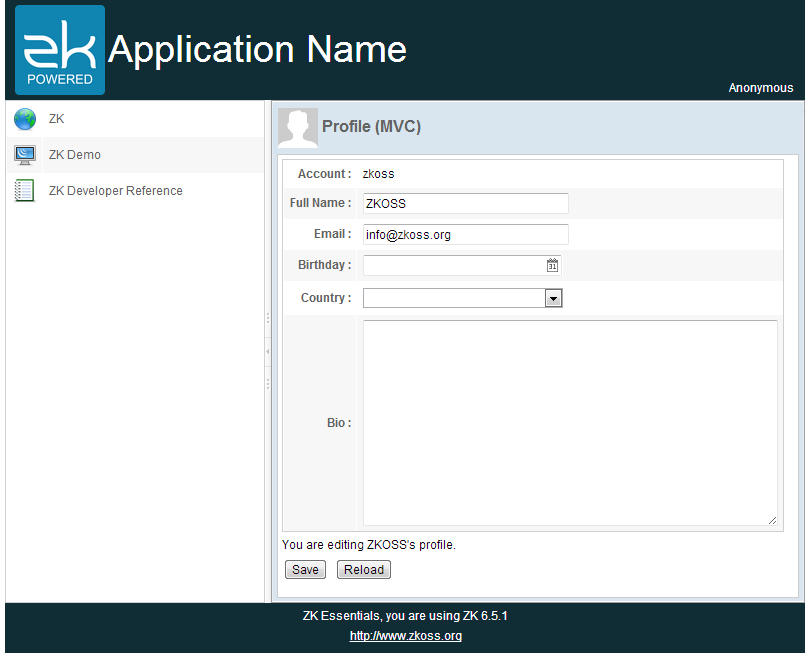 zk
POWERED
Application Name
Anonymous
ZK
ZK Demo
ZK Developer Reference
Profile (MVC)
Account : zkoss
Full Name : ZKOSS
Email : info@zkoss.org
Birthday : 31
Country :
Bio :
You are editing ZKOSS's profile.
Save Reload
ZK Essentials, you are using ZK 6.5.1
http://www.zkoss.org